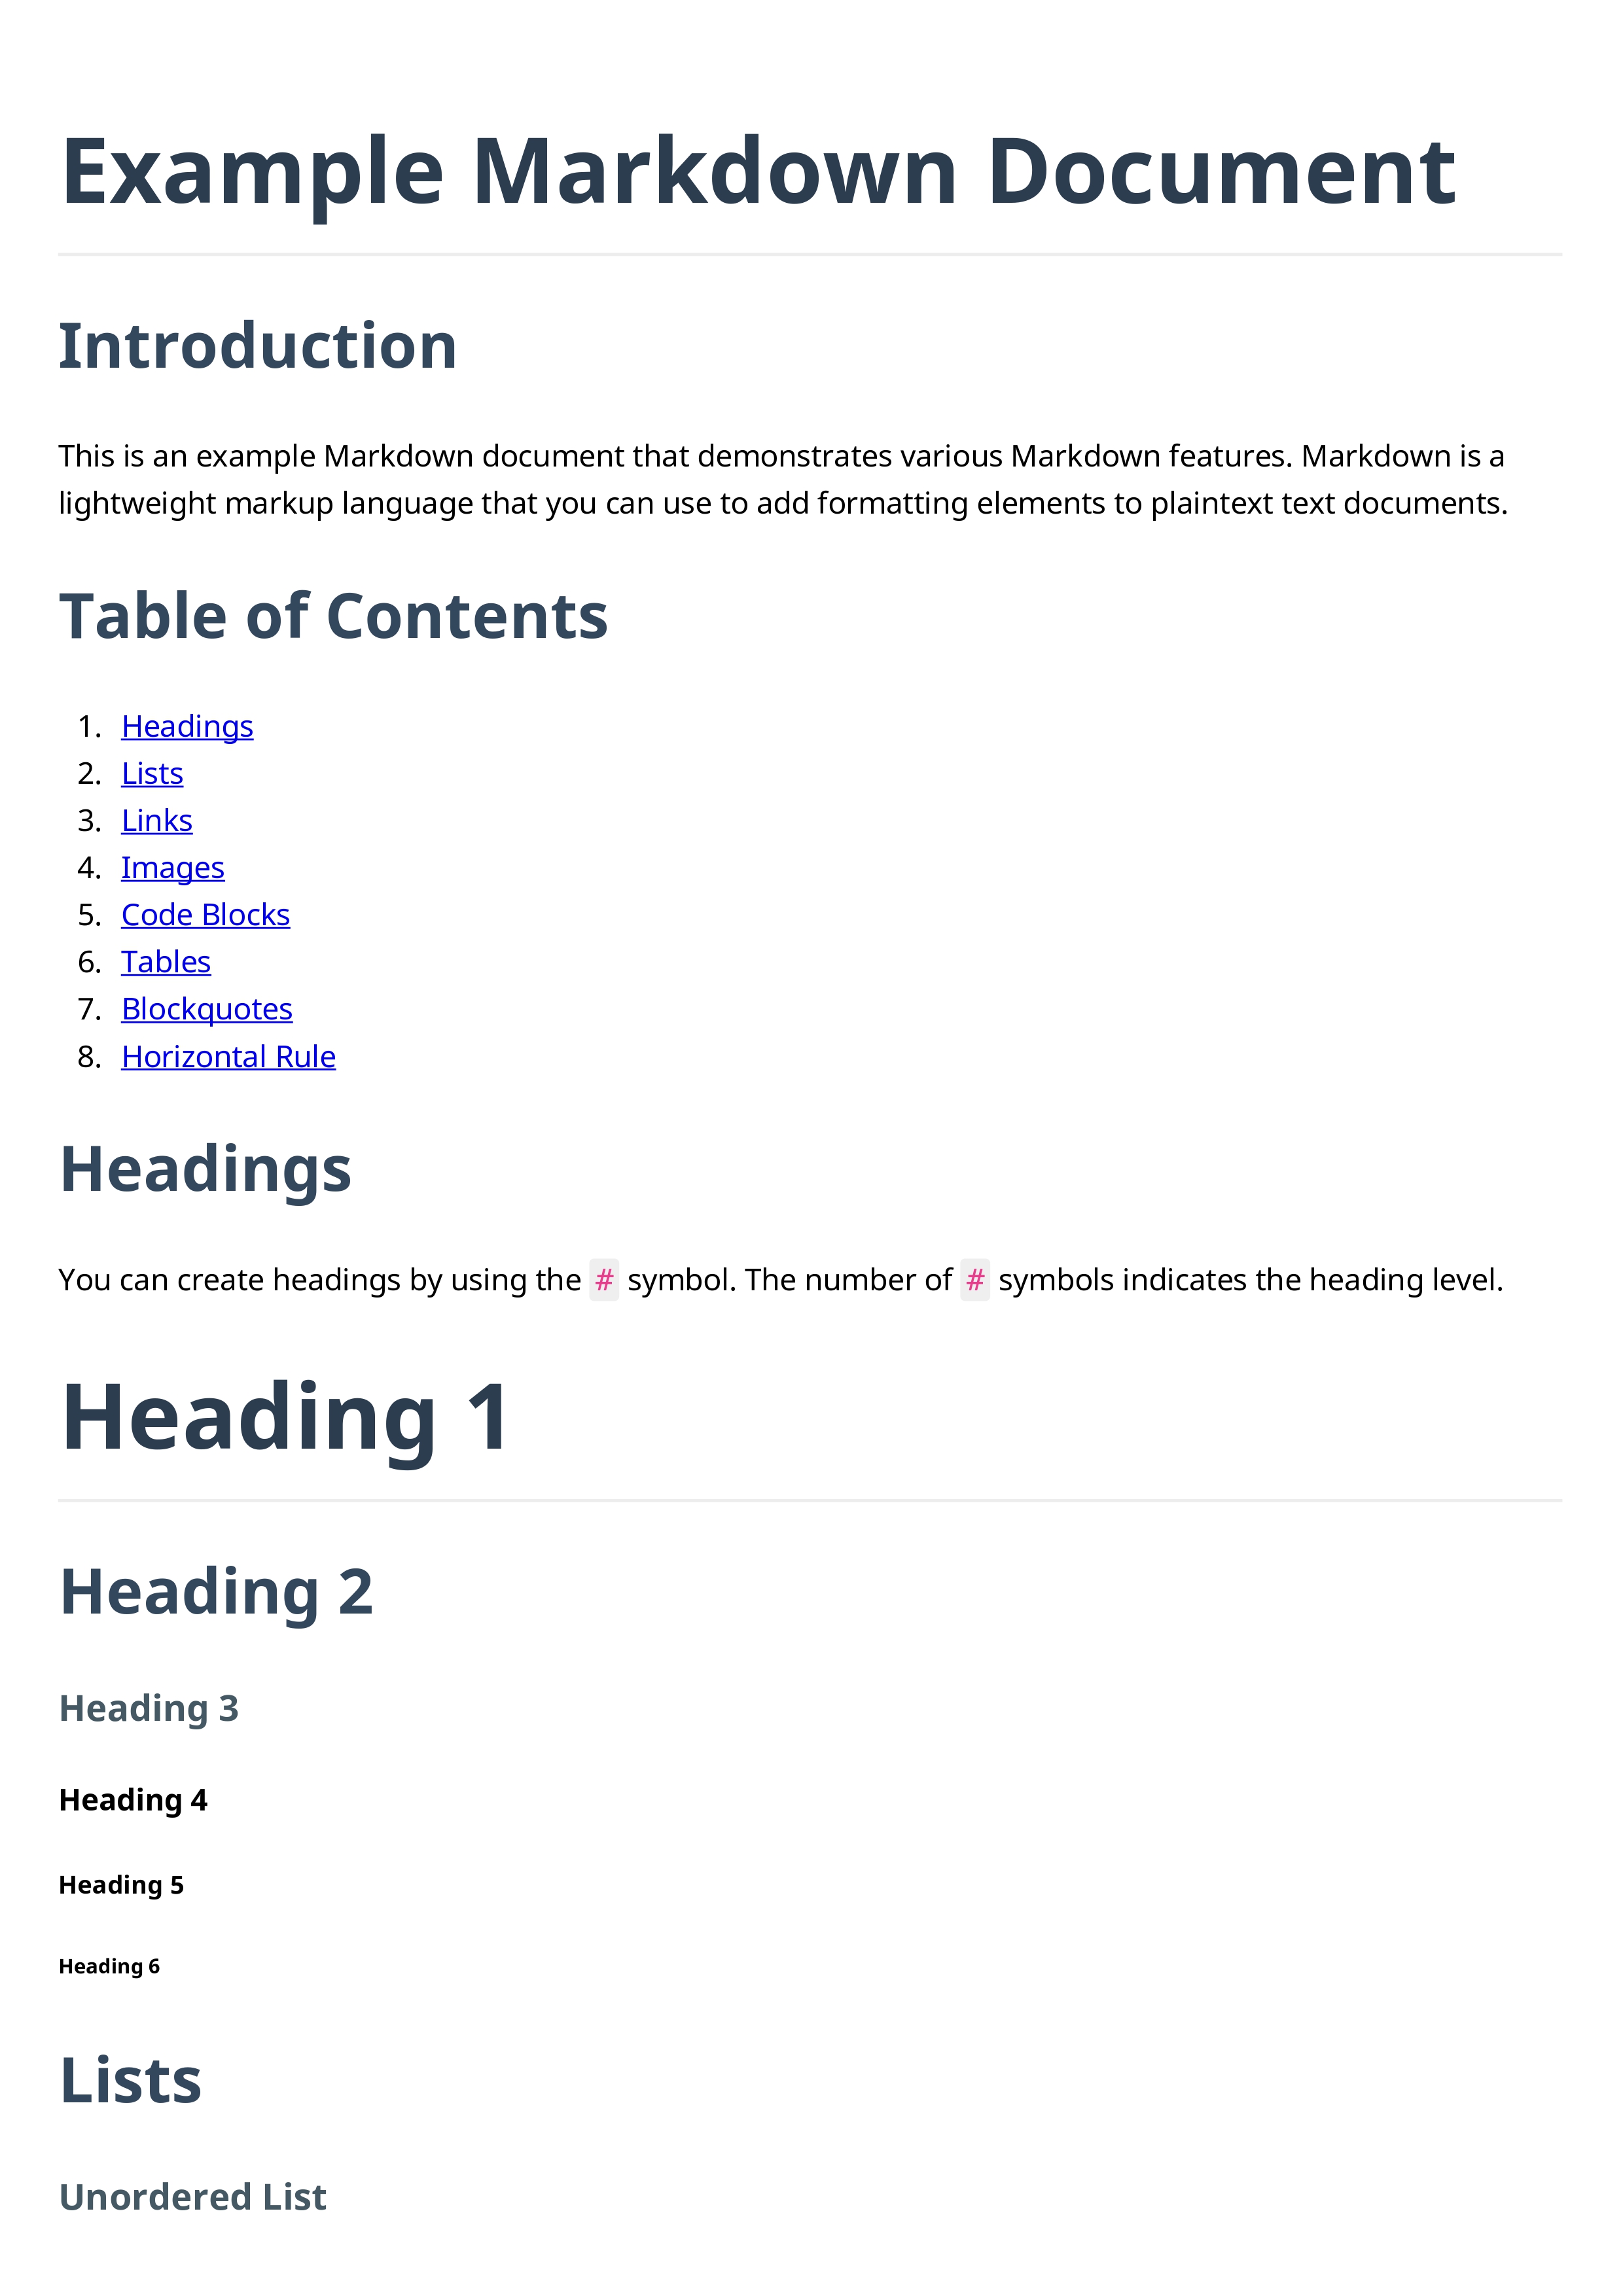 Example Markdown Document
Introduction
This is an example Markdown document that demonstrates various Markdown features. Markdown is a
lightweight markup language that you can use to add formatting elements to plaintext text documents.
Table of Contents
1. Headings
2. Lists
3. Links
4. Images
5. Code Blocks
6. Tables
7. Blockquotes
8. Horizontal Rule
Headings
You can create headings by using the # symbol. The number of # symbols indicates the heading level.
Heading 1
Heading 2
Heading 3
Heading 4
Heading 5
Heading 6
Lists
Unordered List